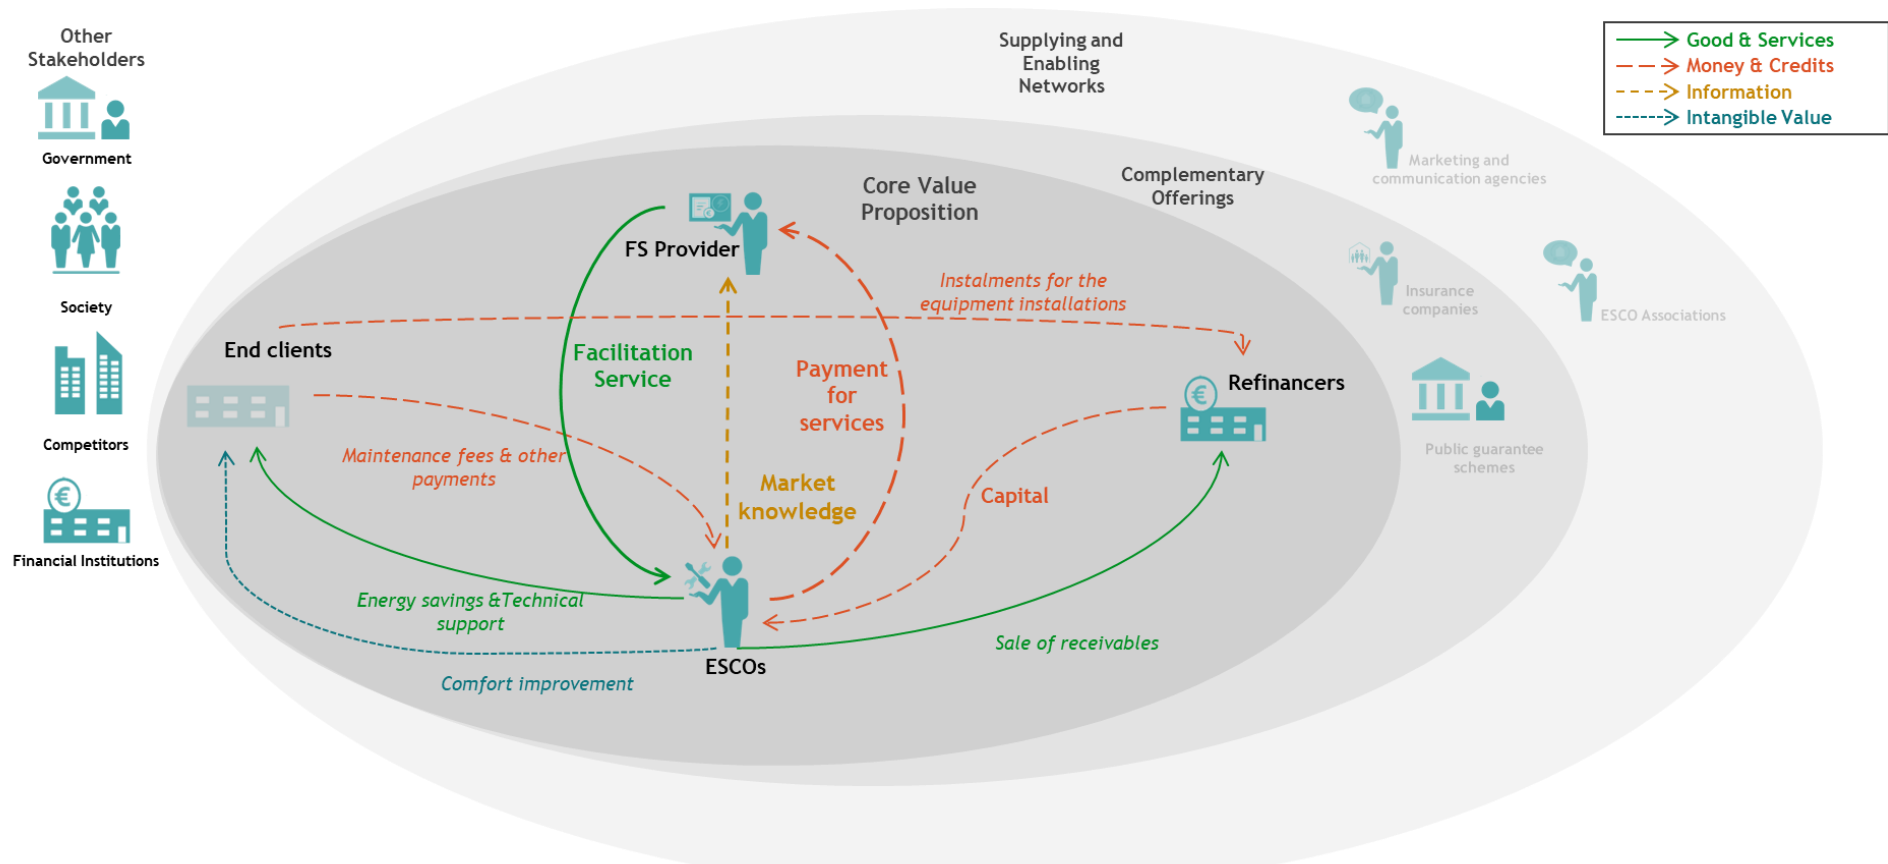 Other
Stakeholders
Government
Society
Competitors
Financial Institutions
Supplying and
Enabling
Networks
Good & Services
Money & Credits
Information
Intangible Value
Marketing and
communication agencies
Complementary
Offerings
Core Value
Proposition
FS Provider
Instalments for the
equipment installations
Insurance
companies
ESCO Associations
End clients
Facilitation
Service
Payment
for
services
Refinancers
Public guarantee
schemes
Maintenance fees & other
payments
Market
knowledge
Capital
Energy savings &Technical
support
Sale of receivables
ESCOs
Comfort improvement